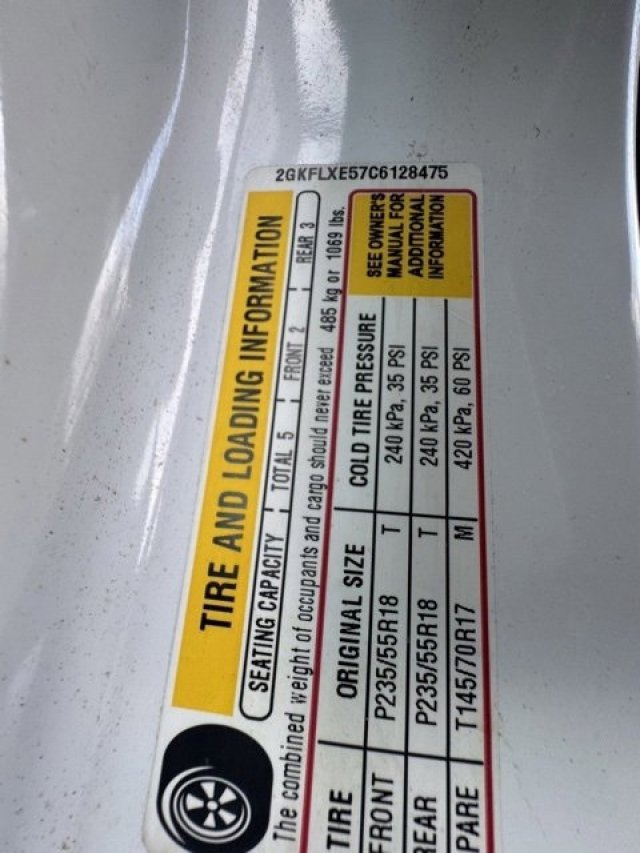 2GKFLXE57C6128475
TIRE AND LOADING INFORMATION
SEATING CAPACITY TOTAL 5 FRONT 2 REAR 3
The combined weight of occupants and cargo should never exceed 485 kg or 1069 lbs.
TIRE ORIGINAL SIZE COLD TIRE PRESSURE
FRONT P235/55R18 T 240 kPa, 35 PSI
REAR P235/55R18 T 240 kPa, 35 PSI
PARE T145/70R17 M 420 kPa, 60 PSI
SEE OWNER'S
MANUAL FOR
ADDITIONAL
INFORMATION